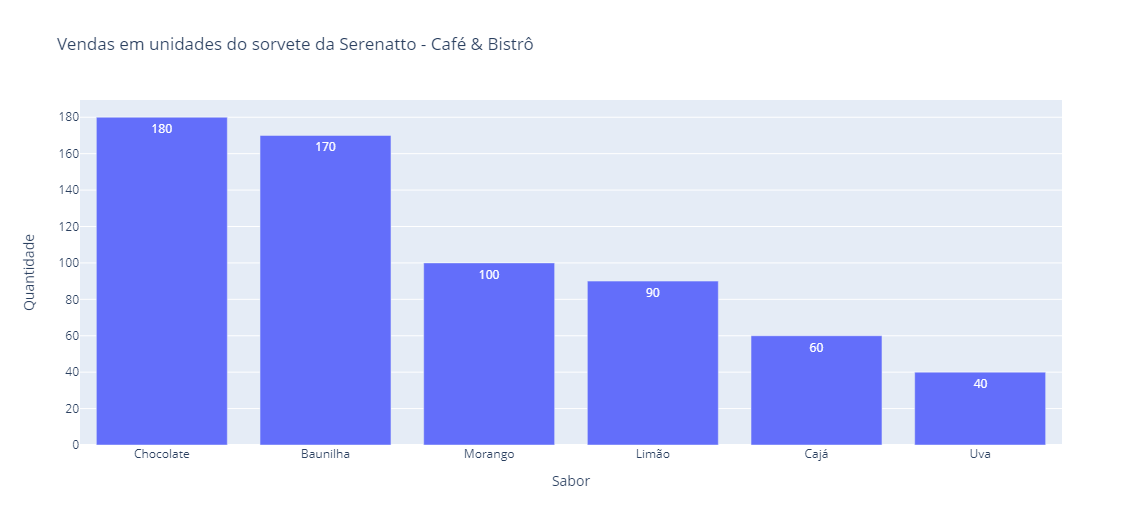 Vendas em unidades do sorvete da Serenatto - Café & Bistrô
180
160
140
120
100
80
60
40
20
0
Quantidade
180
170
100
90
60
40
Chocolate
Baunilha
Morango
Limão
Cajá
Uva
Sabor